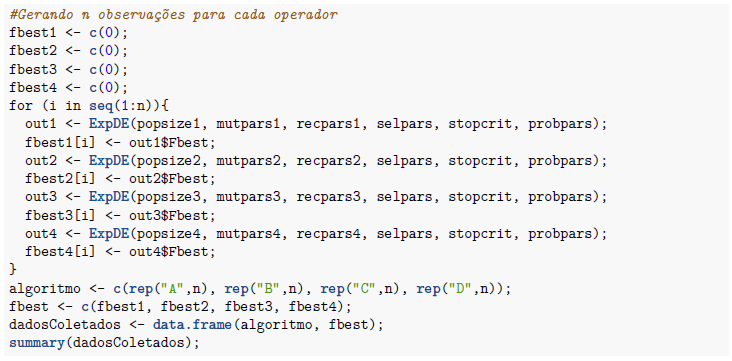 #Gerando n observações para cada operador
fbest1 <- c(0);
fbest2 <- c(0);
fbest3 <- c(0);
fbest4 <- c(0);
for (i in seq(1:n)){
  out1 <- ExpDE(popsize1, mutpars1, recpars1, selpars, stopcrit, probpars);
  fbest1[i] <- out1$Fbest;
  out2 <- ExpDE(popsize2, mutpars2, recpars2, selpars, stopcrit, probpars);
  fbest2[i] <- out2$Fbest;
  out3 <- ExpDE(popsize3, mutpars3, recpars3, selpars, stopcrit, probpars);
  fbest3[i] <- out3$Fbest;
  out4 <- ExpDE(popsize4, mutpars4, recpars4, selpars, stopcrit, probpars);
  fbest4[i] <- out4$Fbest;
}
algoritmo <- c(rep("A",n), rep("B",n), rep("C",n), rep("D",n));
fbest <- c(fbest1, fbest2, fbest3, fbest4);
dadosColetados <- data.frame(algoritmo, fbest);
summary(dadosColetados);